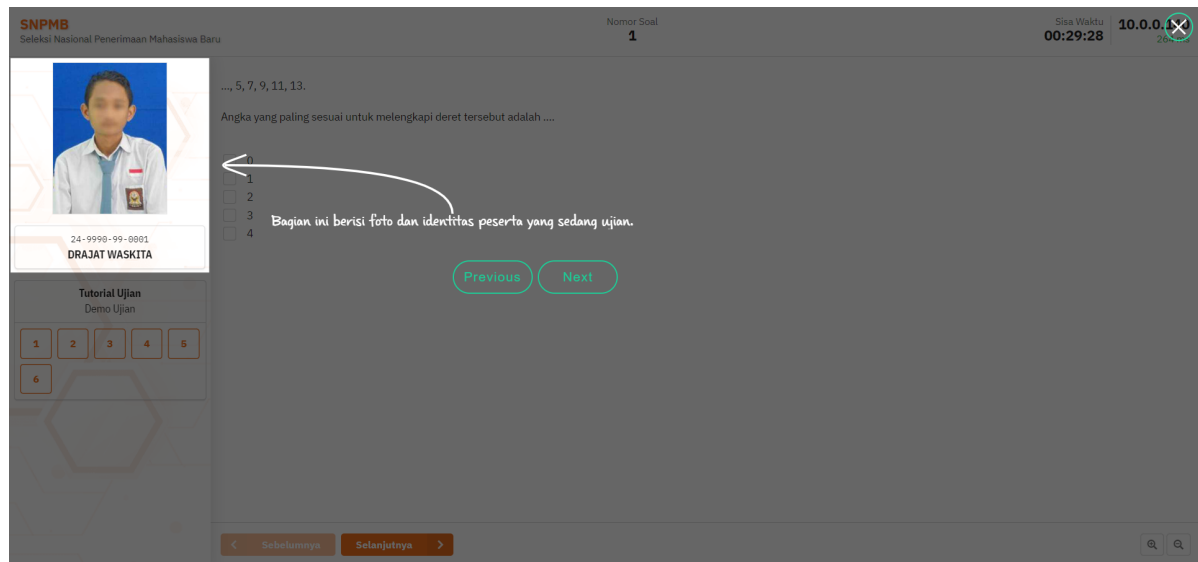 SNPMB
Seleksi Nasional Penerimaan Mahasiswa Baru
Nomor Soal
1
Sisa Waktu
00:29:28
24-9990-99-0001
DRAJAT WASKITA
Tutorial Ujian
Demo Ujian
1 2 3 4 5
6
..., 5, 7, 9, 11, 13.
Angka yang paling sesuai untuk melengkapi deret tersebut adalah ....
0
1
2
3
4
Bagian ini berisi foto dan identitas peserta yang sedang ujian.
Previous Next
Sebelumnya Selanjutnya